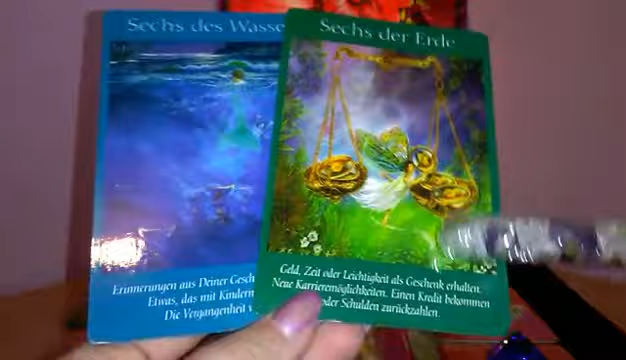 Sechs des Wasse
Erinnerungen aus Deiner Gesch
Etwas, das mit Kindern
Die Vergangenheit
Sechs der Erde
Geld, Zeit oder Leichtigkeit als Geschenk erhalten.
Neue Karrieremöglichkeiten. Einen Kredit bekommen
oder Schulden zurückzahlen.